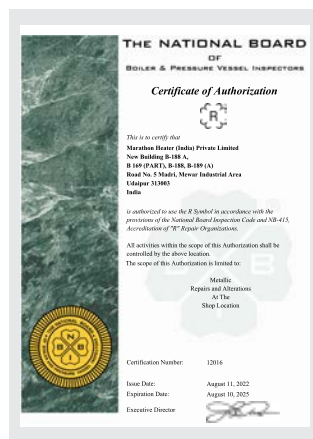 THE NATIONAL BOARD
OF
BOILER & PRESSURE VESSEL INSPECTORS
Certificate of Authorization
R
This is to certify that
Marathon Heater (India) Private Limited
New Building B-188 A,
B 169 (PART), B-188, B-189 (A)
Road No. 5 Madri, Mewar Industrial Area
Udaipur 313003
India
is authorized to use the R Symbol in accordance with the
provisions of the National Board Inspection Code and NB-415,
Accreditation of "R" Repair Organizations.
All activities within the scope of this Authorization shall be
controlled by the above location.
The scope of this Authorization is limited to:
Metallic
Repairs and Alterations
At The
Shop Location
Certification Number: 12016
Issue Date: August 11, 2022
Expiration Date: August 10, 2025
Executive Director
THE NATIONAL BOARD
N
B B
I